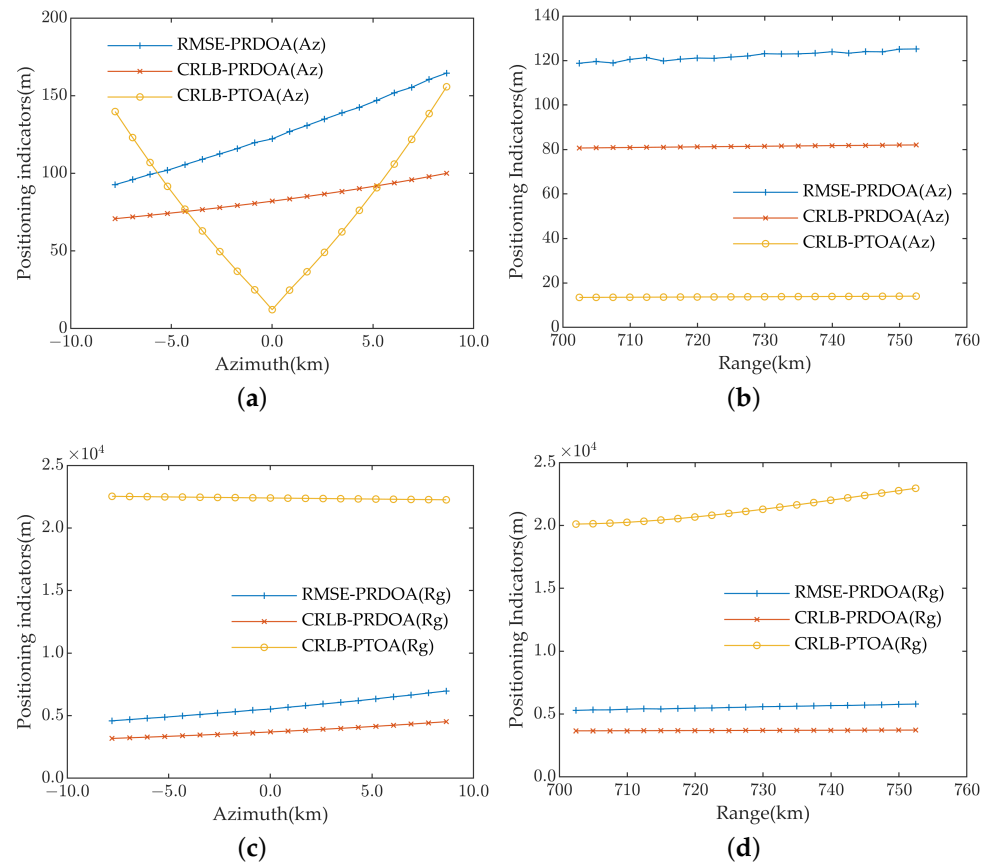 200
150
100
50
0
Positioning indicators(m)
RMSE-PRDOA(Az)
CRLB-PRDOA(Az)
CRLB-PTOA(Az)
−10.0 −5.0 0.0 5.0 10.0
Azimuth(km)
(a)
140
120
100
80
60
40
20
0
Positioning Indicators(m)
RMSE-PRDOA(Az)
CRLB-PRDOA(Az)
CRLB-PTOA(Az)
700 710 720 730 740 750 760
Range(km)
(b)
×10⁴
2.5
2.0
1.5
1.0
0.5
0.0
Positioning indicators(m)
RMSE-PRDOA(Rg)
CRLB-PRDOA(Rg)
CRLB-PTOA(Rg)
−10.0 −5.0 0.0 5.0 10.0
Azimuth(km)
(c)
×10⁴
2.5
2.0
1.5
1.0
0.5
0.0
Positioning Indicators(m)
RMSE-PRDOA(Rg)
CRLB-PRDOA(Rg)
CRLB-PTOA(Rg)
700 710 720 730 740 750 760
Range(km)
(d)